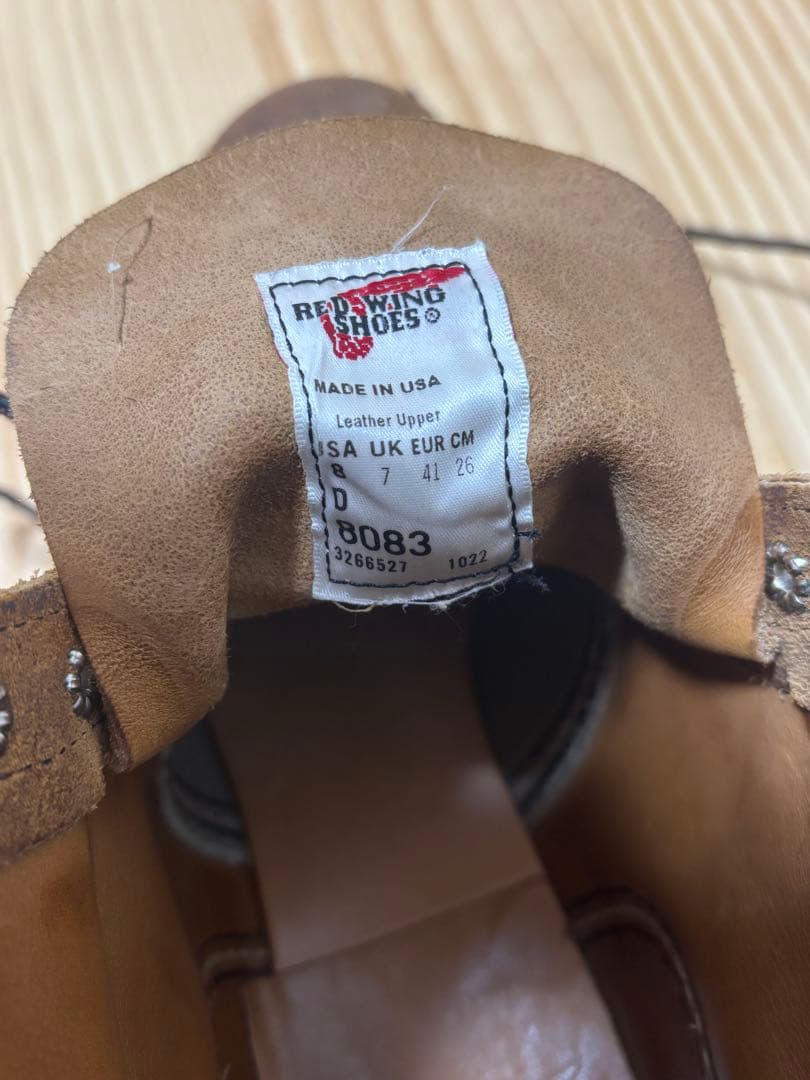 RED WING
SHOES®
MADE IN USA
Leather Upper
USA UK EUR CM
8 7 41 26
D
8083
3266527 1022